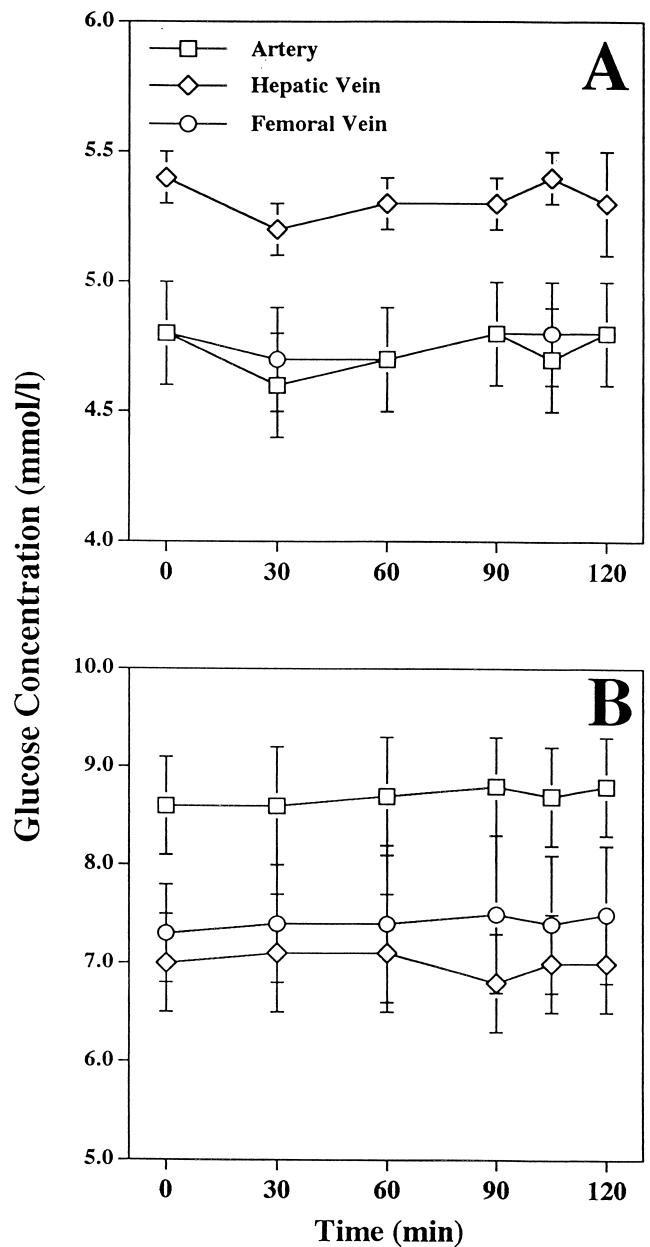 6.0
Artery
A
Hepatic Vein
Femoral Vein
5.5
5.0
4.5
4.0
0 30 60 90 120
Glucose Concentration (mmol/l)
10.0
B
9.0
8.0
7.0
6.0
5.0
0 30 60 90 120
Time (min)